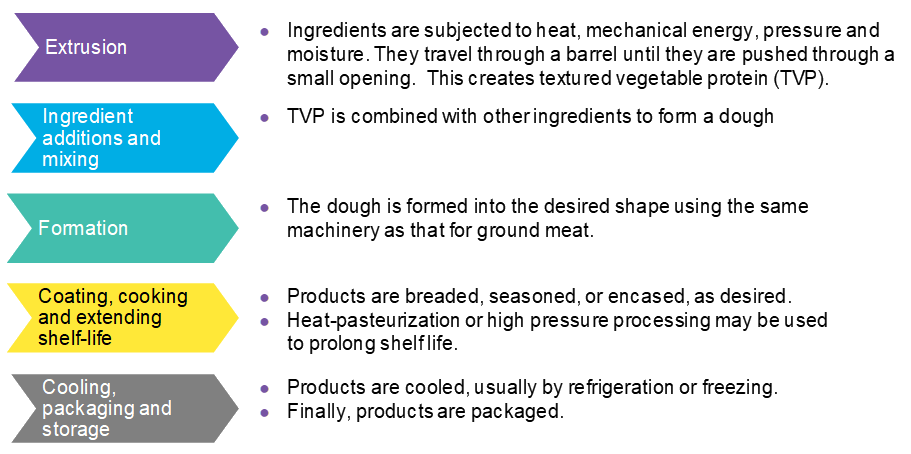 Extrusion
● Ingredients are subjected to heat, mechanical energy, pressure and
moisture. They travel through a barrel until they are pushed through a
small opening.  This creates textured vegetable protein (TVP).
Ingredient
additions and
mixing
● TVP is combined with other ingredients to form a dough
Formation
● The dough is formed into the desired shape using the same
machinery as that for ground meat.
Coating, cooking
and extending
shelf-life
● Products are breaded, seasoned, or encased, as desired.
● Heat-pasteurization or high pressure processing may be used
to prolong shelf life.
Cooling,
packaging and
storage
● Products are cooled, usually by refrigeration or freezing.
● Finally, products are packaged.